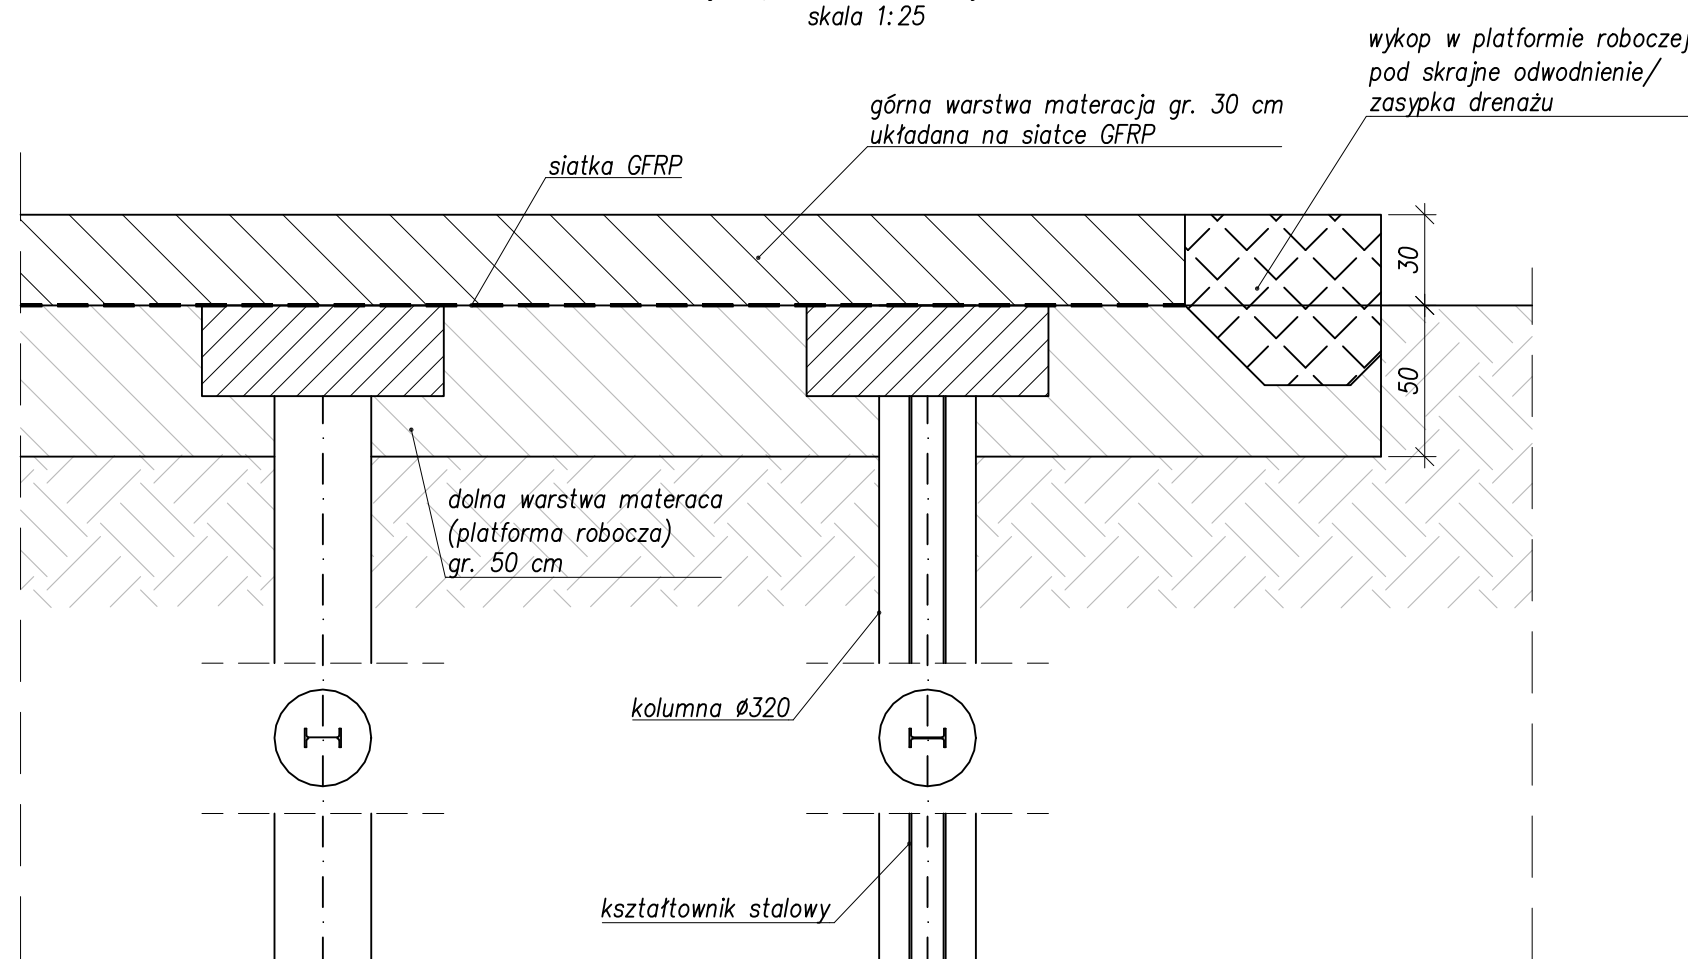 skala 1:25
wykop w platformie roboczej
pod skrajne odwodnienie/
zasypka drenażu
górna warstwa materacja gr. 30 cm
układana na siatce GFRP
siatka GFRP
30
50
dolna warstwa materaca
(platforma robocza)
gr. 50 cm
kolumna Ø320
kształtownik stalowy